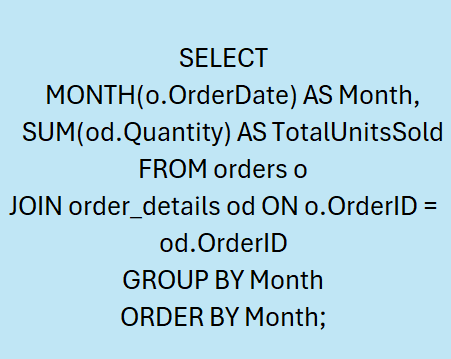 SELECT
MONTH(o.OrderDate) AS Month,
SUM(od.Quantity) AS TotalUnitsSold
FROM orders o
JOIN order_details od ON o.OrderID =
od.OrderID
GROUP BY Month
ORDER BY Month;